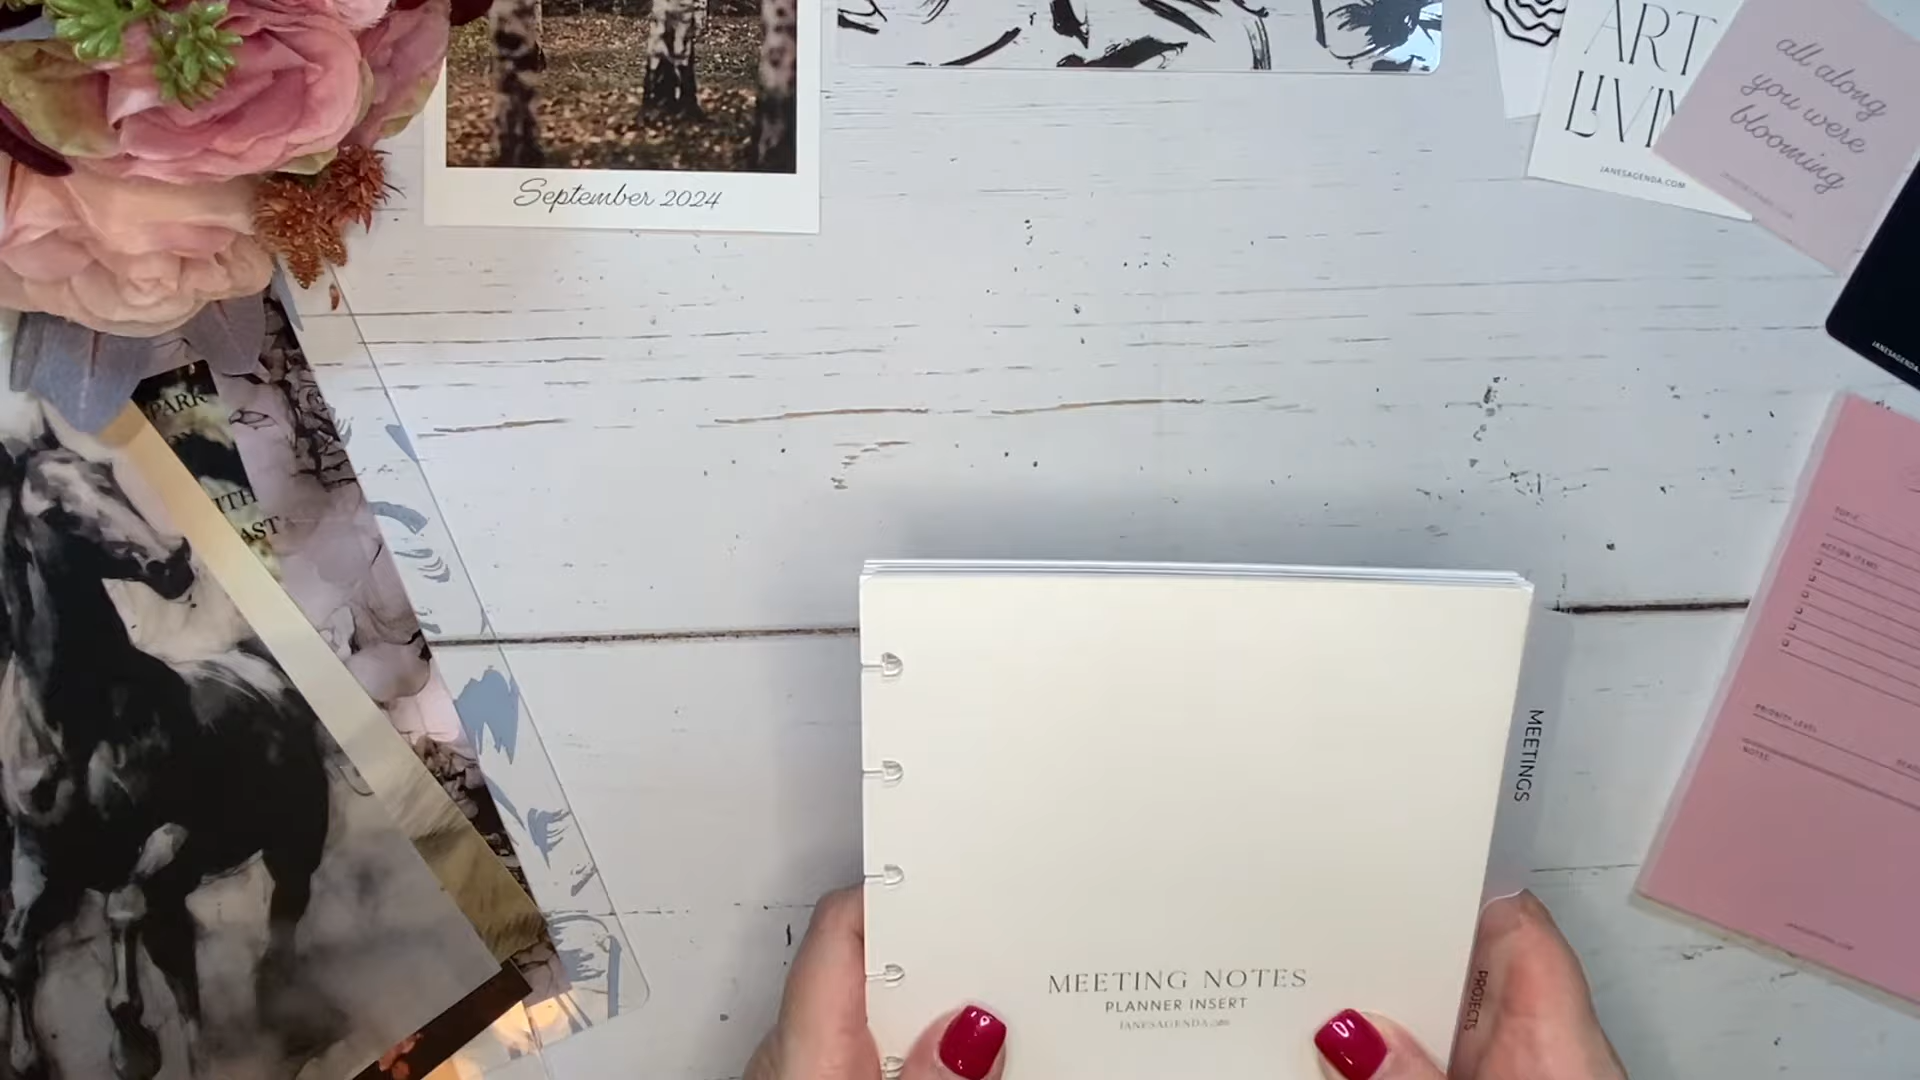 September 2024
ART
LIVI
JANESAGENDA.COM
all along
you were
blooming
JANESAGENDA
PARK
ITH
AST
TOPIC
ACTION ITEMS
PRIORITY LEVEL
NOTES
MEETINGS
PROJECTS
MEETING NOTES
PLANNER INSERT
JANESAGENDA.COM